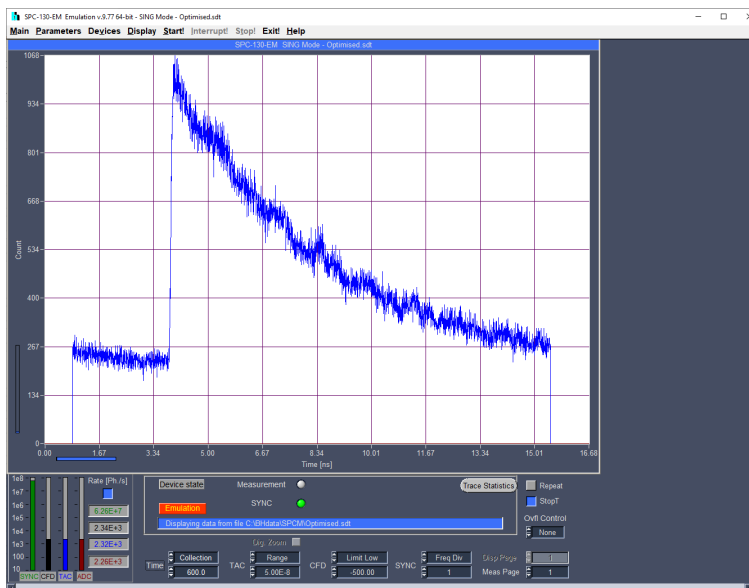 SPC-130-EM Emulation v.9.77 64-bit - SING Mode - Optimised.sdt
Main Parameters Devices Display Start! Interrupt! Stop! Exit! Help
SPC-130-EM SING Mode - Optimised.sdt
1068
934
801
668
534
400
267
134
0
Count
0.00 1.67 3.34 5.00 6.67 8.34 10.01 11.67 13.34 15.01 16.68
Time [ns]
1e8
1e7
1e6
1e5
1e4
1e3
100
10
SYNC CFD TAC ADC
Rate [Ph./s]
6.26E+7
2.34E+3
2.32E+3
2.26E+3
Device state Measurement Trace Statistics
SYNC
Emulation
Displaying data from file C:\BHdata\SPCM\Optimised.sdt
Repeat
StopT
Ovfl Control
None
Dig. Zoom
Time Collection TAC Range CFD Limit Low SYNC Freq Div Disp Page 1
600.0 5.00E-8 -500.00 1 Meas Page 1